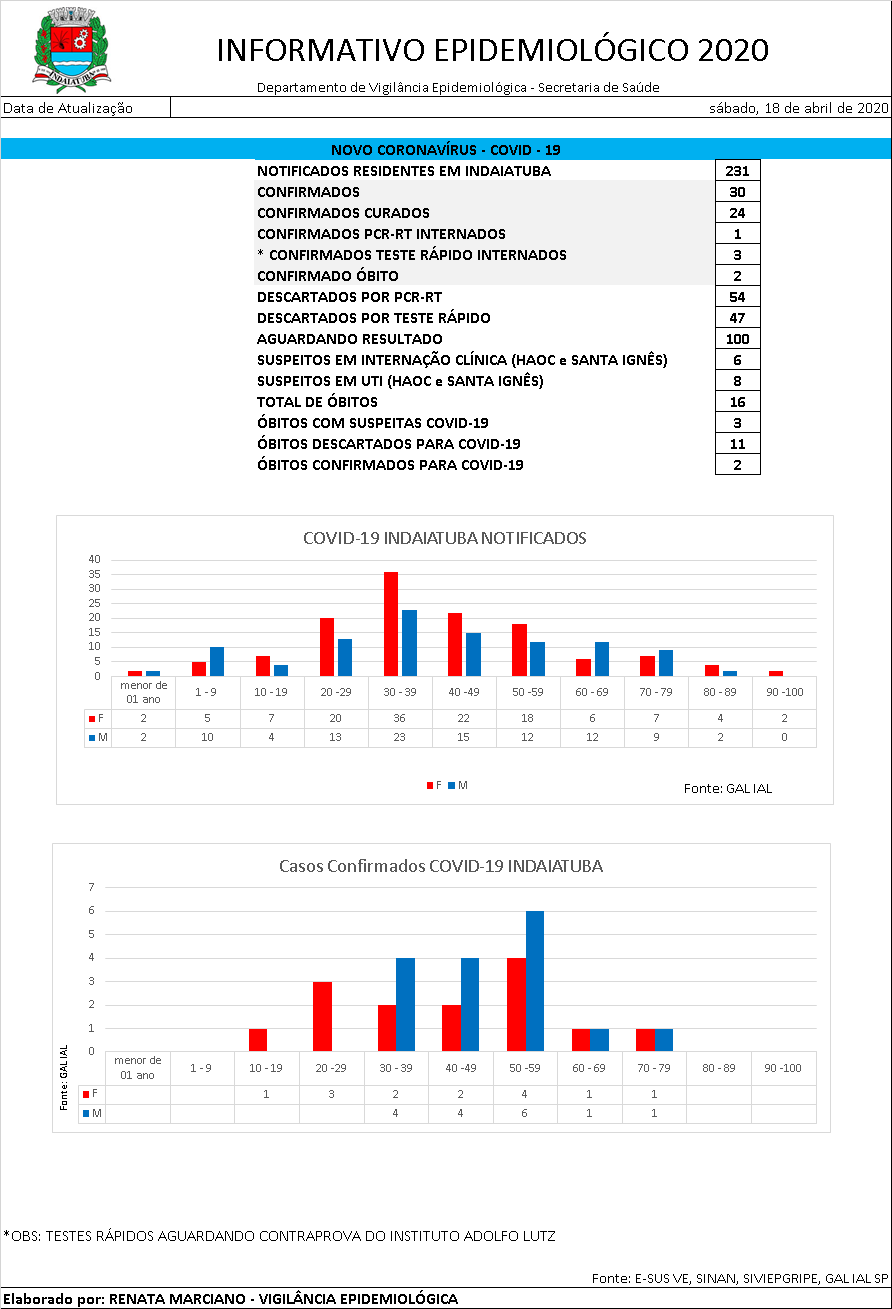 INDAIATUBA
INFORMATIVO EPIDEMIOLÓGICO 2020
Departamento de Vigilância Epidemiológica - Secretaria de Saúde
Data de Atualização sábado, 18 de abril de 2020
NOVO CORONAVÍRUS - COVID - 19
NOTIFICADOS RESIDENTES EM INDAIATUBA 231
CONFIRMADOS 30
CONFIRMADOS CURADOS 24
CONFIRMADOS PCR-RT INTERNADOS 1
* CONFIRMADOS TESTE RÁPIDO INTERNADOS 3
CONFIRMADO ÓBITO 2
DESCARTADOS POR PCR-RT 54
DESCARTADOS POR TESTE RÁPIDO 47
AGUARDANDO RESULTADO 100
SUSPEITOS EM INTERNAÇÃO CLÍNICA (HAOC e SANTA IGNÊS) 6
SUSPEITOS EM UTI (HAOC e SANTA IGNÊS) 8
TOTAL DE ÓBITOS 16
ÓBITOS COM SUSPEITAS COVID-19 3
ÓBITOS DESCARTADOS PARA COVID-19 11
ÓBITOS CONFIRMADOS PARA COVID-19 2
COVID-19 INDAIATUBA NOTIFICADOS
40
35
30
25
20
15
10
5
0
menor de 01 ano 1 - 9 10 - 19 20 -29 30 - 39 40 -49 50 -59 60 - 69 70 - 79 80 - 89 90 -100
F 2 5 7 20 36 22 18 6 7 4 2
M 2 10 4 13 23 15 12 12 9 2 0
F M
Fonte: GAL IAL
Casos Confirmados COVID-19 INDAIATUBA
7
6
5
4
3
2
1
0
menor de 01 ano 1 - 9 10 - 19 20 -29 30 - 39 40 -49 50 -59 60 - 69 70 - 79 80 - 89 90 -100
F 1 3 2 2 4 1 1
M 4 4 6 1 1
Fonte: GAL IAL
*OBS: TESTES RÁPIDOS AGUARDANDO CONTRAPROVA DO INSTITUTO ADOLFO LUTZ
Fonte: E-SUS VE, SINAN, SIVIEPGRIPE, GAL IAL SP
Elaborado por: RENATA MARCIANO - VIGILÂNCIA EPIDEMIOLÓGICA